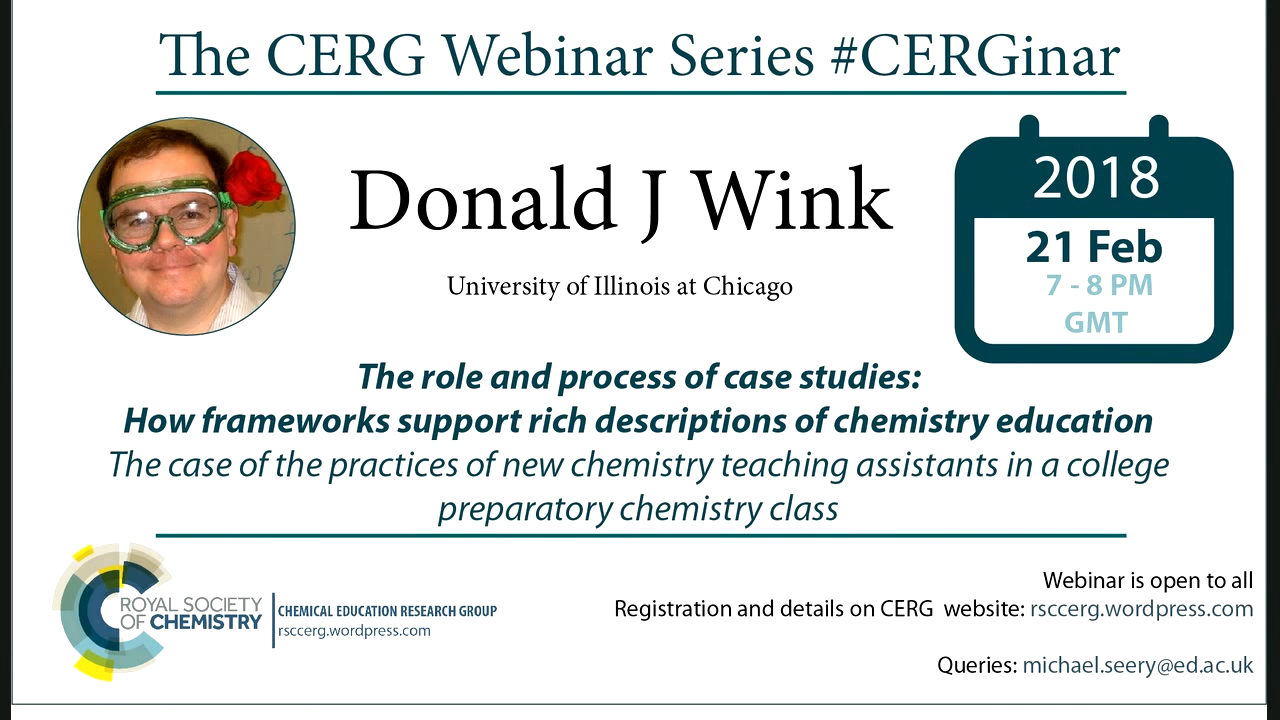 The CERG Webinar Series #CERGinar
Donald J Wink
University of Illinois at Chicago
2018
21 Feb
7 - 8 PM
GMT
The role and process of case studies:
How frameworks support rich descriptions of chemistry education
The case of the practices of new chemistry teaching assistants in a college
preparatory chemistry class
ROYAL SOCIETY
OF CHEMISTRY
CHEMICAL EDUCATION RESEARCH GROUP
rsccerg.wordpress.com
Webinar is open to all
Registration and details on CERG website: rsccerg.wordpress.com
Queries: michael.seery@ed.ac.uk